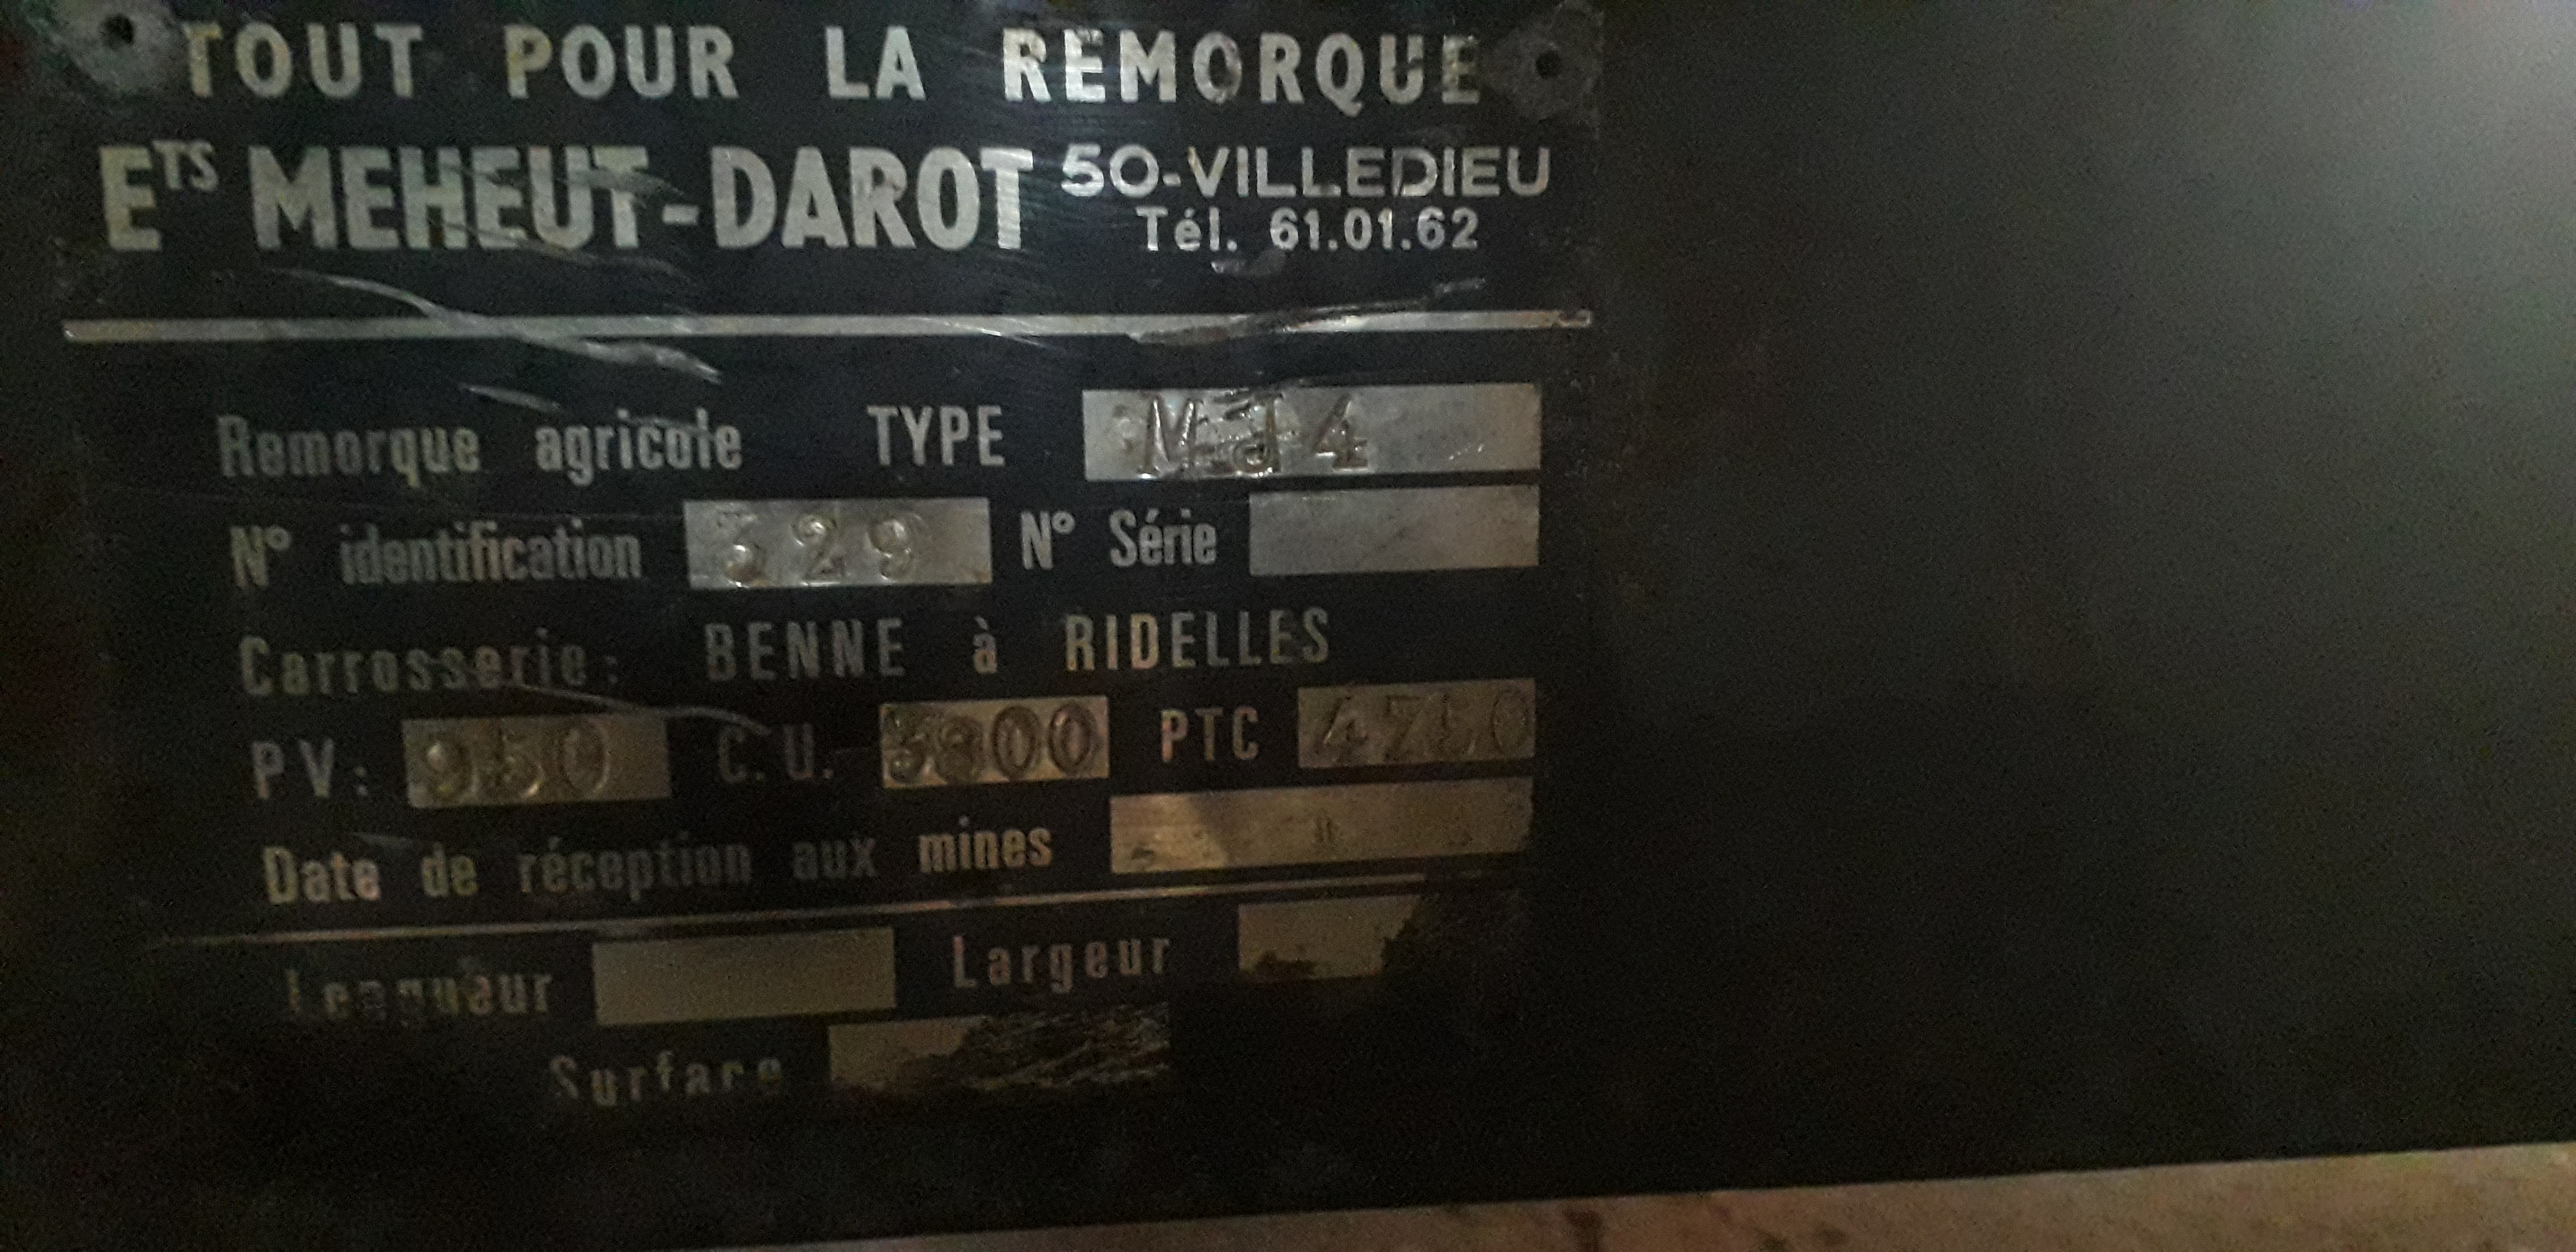 TOUT POUR LA REMORQUE
ETS MEHEUT-DAROT 50-VILLEDIEU
Tél. 61.01.62
Remorque agricole TYPE MJ4
N° identification 329 N° Série
Carrosserie: BENNE à RIDELLES
PV: 950 C.U. 3800 PTC 4750
Date de réception aux mines
Longueur Largeur
Surface